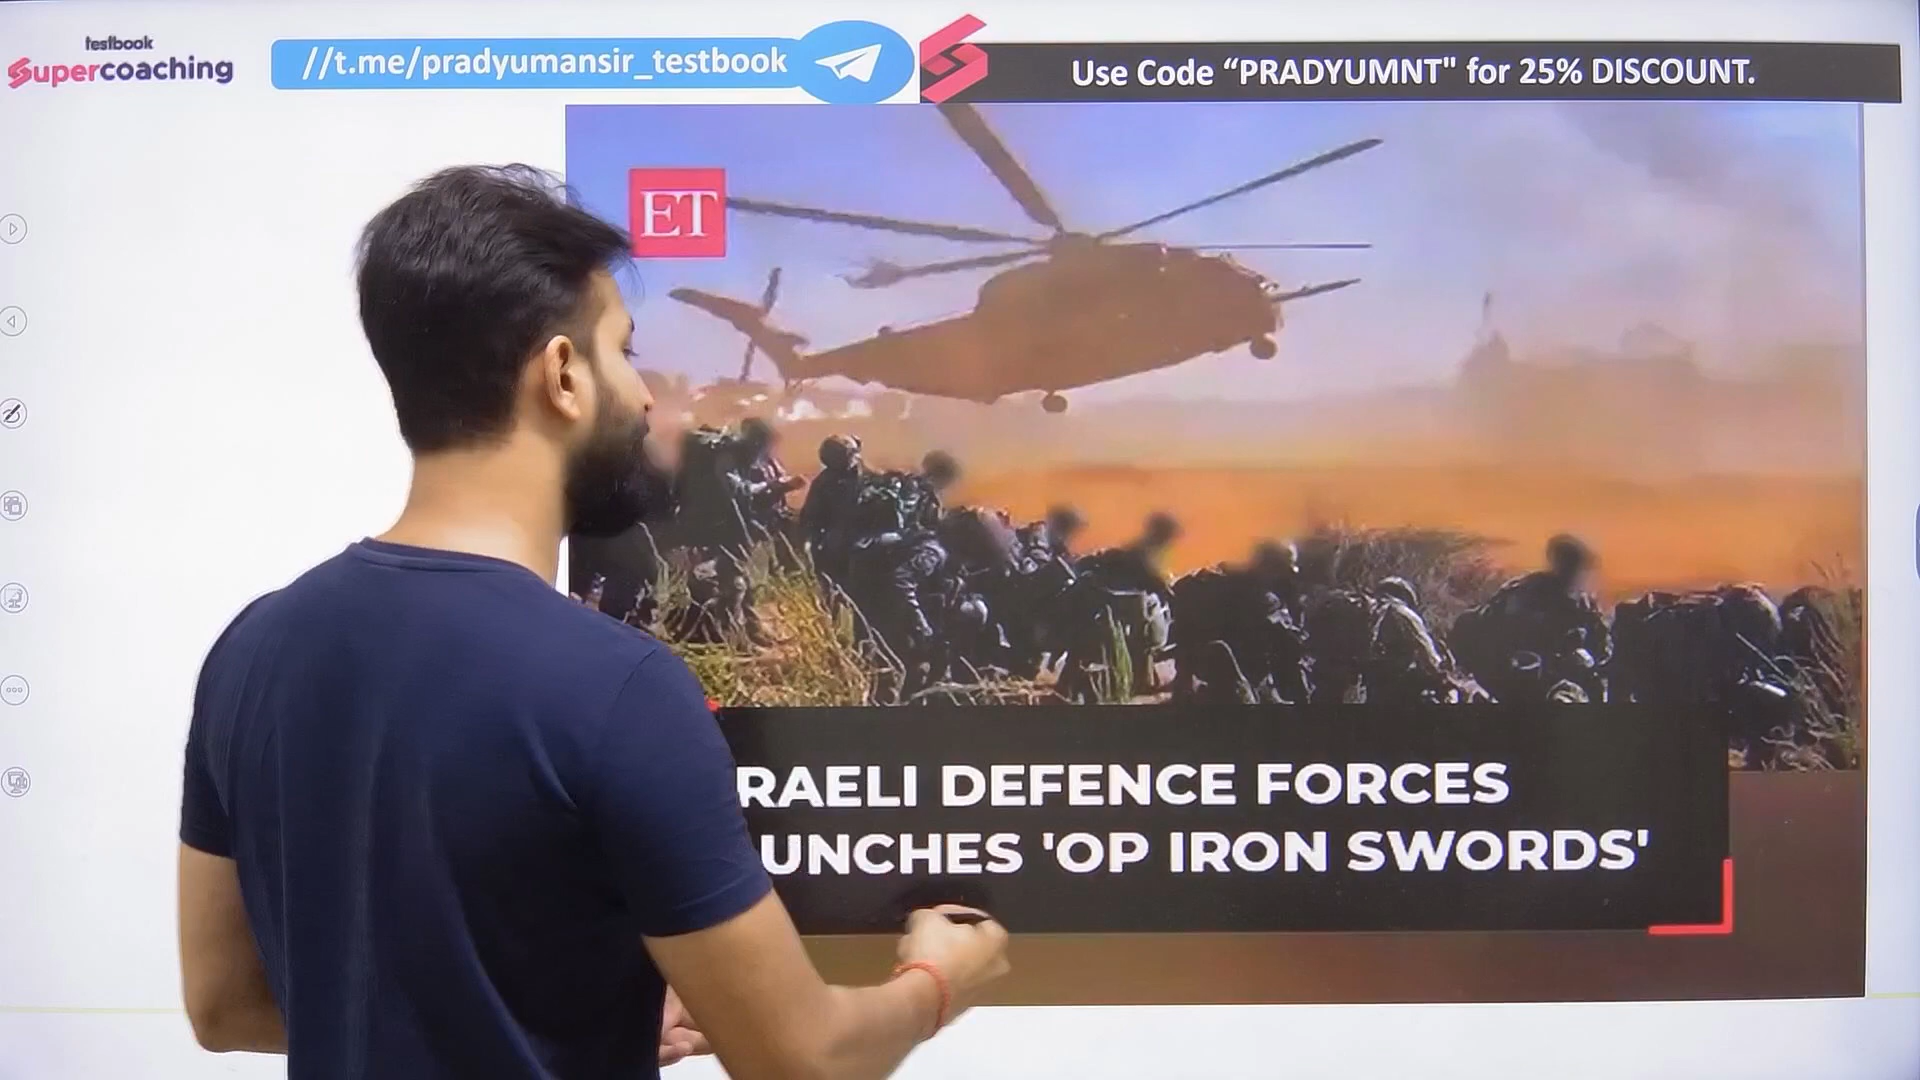 testbook
Supercoaching
//t.me/pradyumansir_testbook
Use Code “PRADYUMNT" for 25% DISCOUNT.
ET
RAELI DEFENCE FORCES
UNCHES 'OP IRON SWORDS'